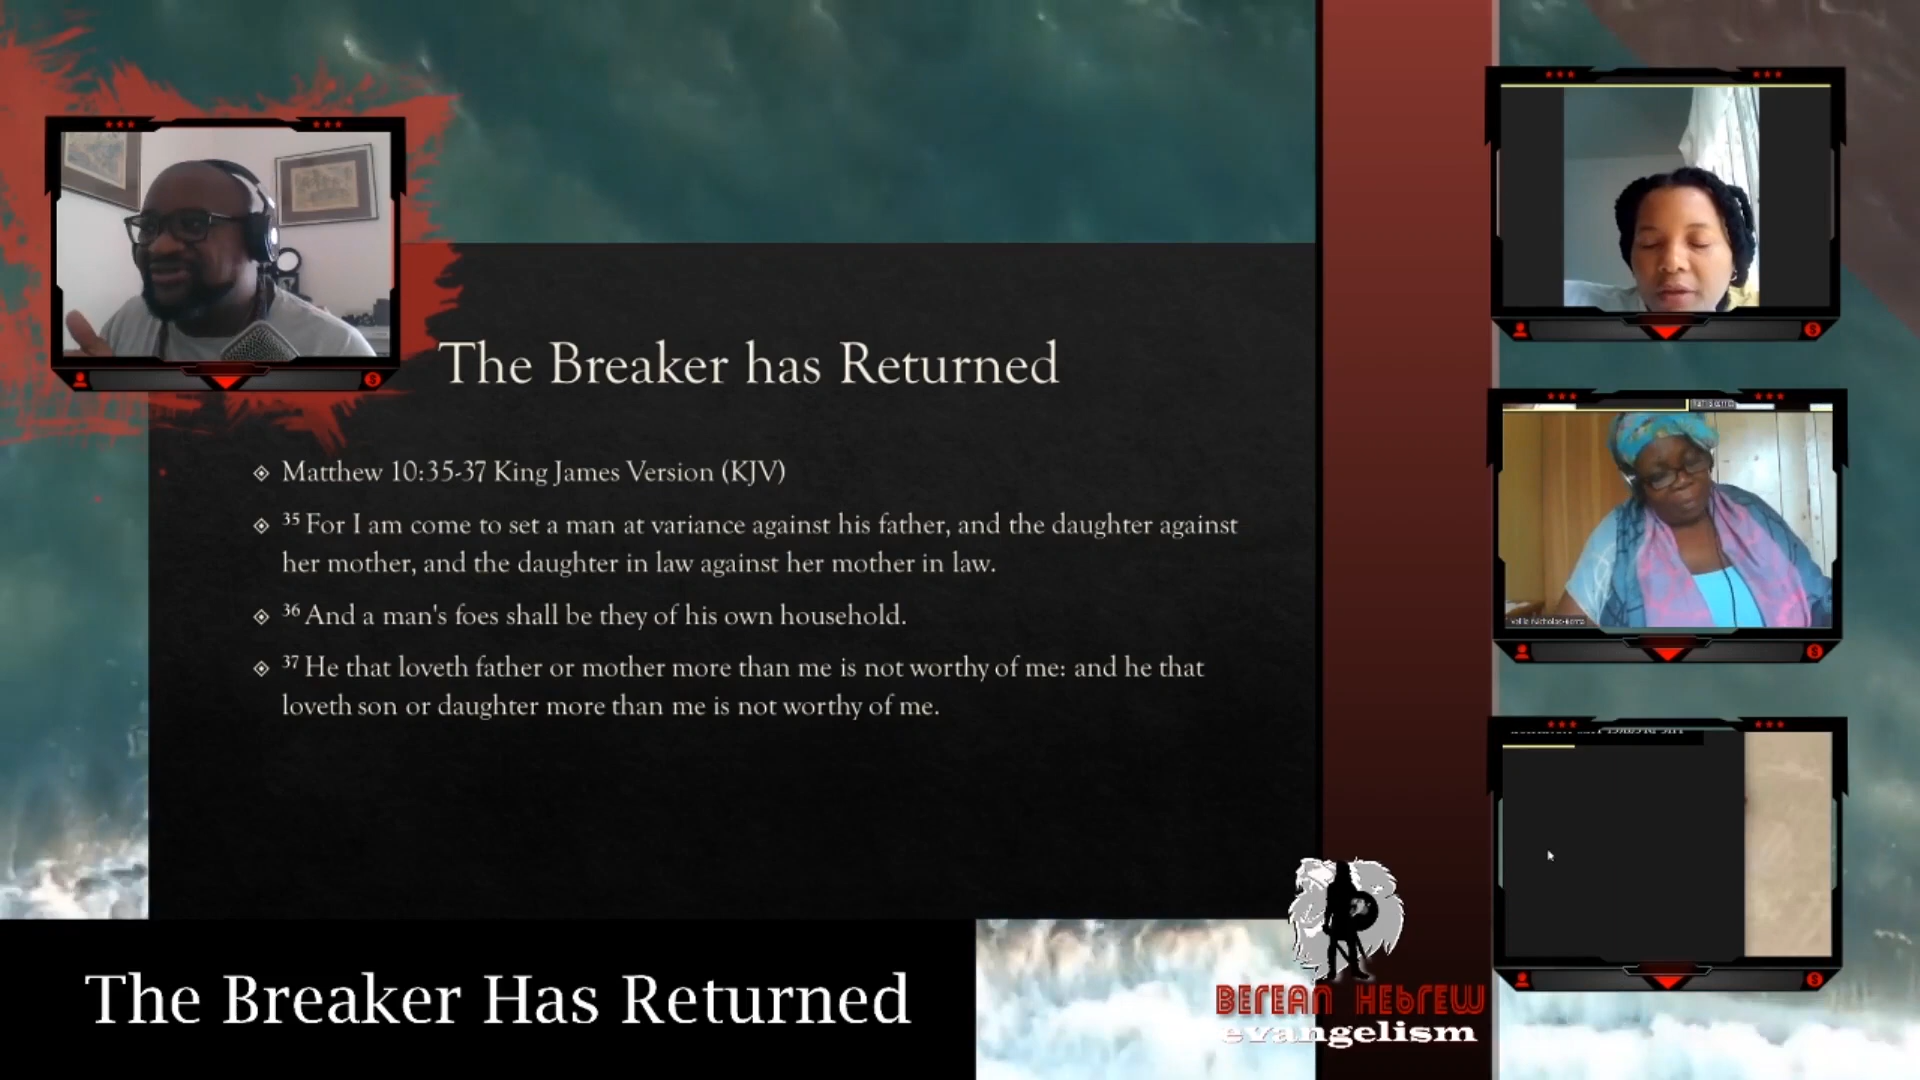 The Breaker has Returned
Matthew 10:35-37 King James Version (KJV)
35 For I am come to set a man at variance against his father, and the daughter against
her mother, and the daughter in law against her mother in law.
36 And a man's foes shall be they of his own household.
37 He that loveth father or mother more than me is not worthy of me: and he that
loveth son or daughter more than me is not worthy of me.
The Breaker Has Returned
BEREAN HEBREW
evangelism